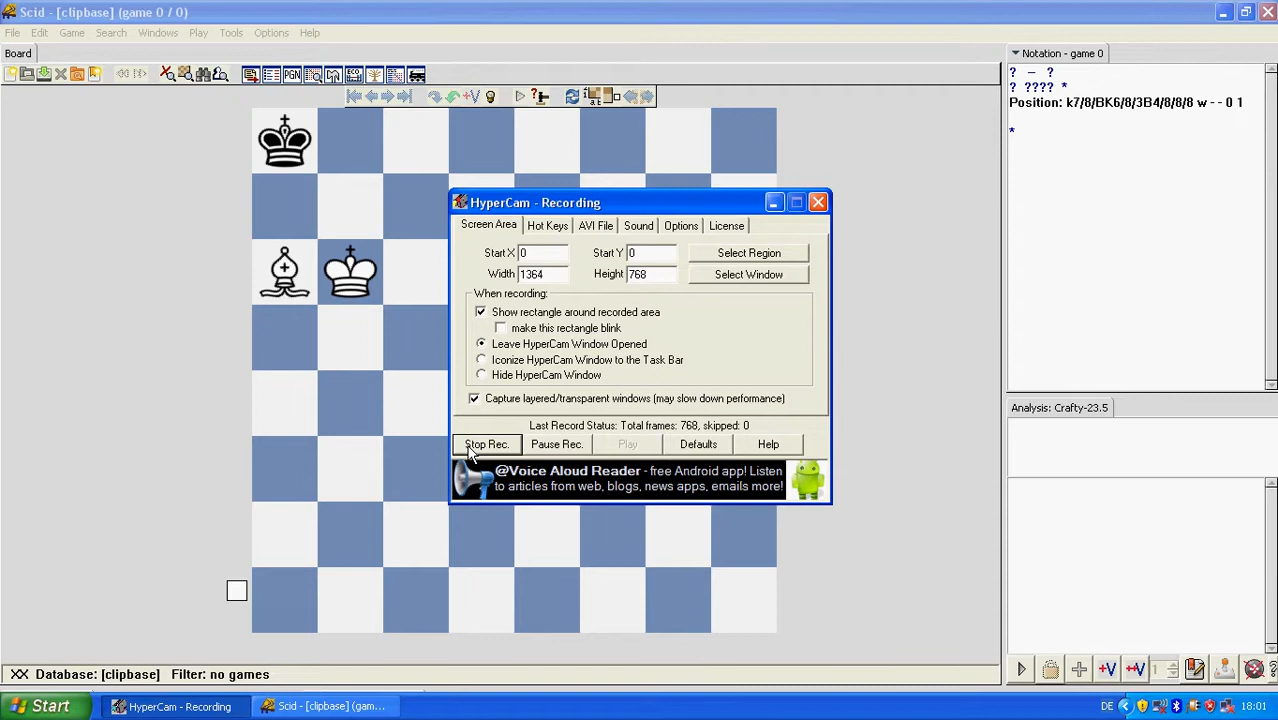 Scid - [clipbase] (game 0 / 0)
File Edit Game Search Windows Play Tools Options Help
Board
Notation - game 0
PGN
ECO
? – ?
? ???? *
Position: k7/8/BK6/8/3B4/8/8/8 w - - 0 1
*
+V
HyperCam - Recording
Screen Area Hot Keys AVI File Sound Options License
Start X 0 Start Y 0 Select Region
Width 1364 Height 768 Select Window
When recording:
Show rectangle around recorded area
make this rectangle blink
Leave HyperCam Window Opened
Iconize HyperCam Window to the Task Bar
Hide HyperCam Window
Capture layered/transparent windows (may slow down performance)
Last Record Status: Total frames: 768, skipped: 0
Stop Rec. Pause Rec. Play Defaults Help
@Voice Aloud Reader - free Android app! Listen
to articles from web, blogs, news apps, emails more!
Analysis: Crafty-23.5
+V +V 1
XX Database: [clipbase] Filter: no games
Start HyperCam - Recording Scid - [clipbase] (gam... DE 18:01